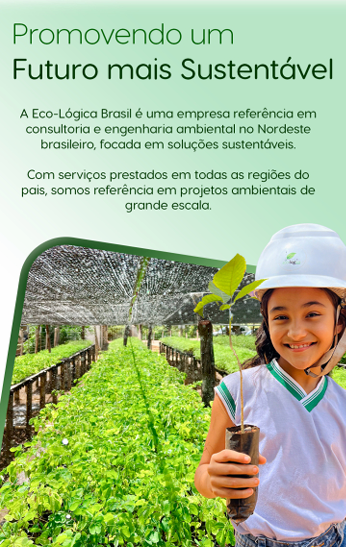 Promovendo um
Futuro mais Sustentável
A Eco-Lógica Brasil é uma empresa referência em
consultoria e engenharia ambiental no Nordeste
brasileiro, focada em soluções sustentáveis.
Com serviços prestados em todas as regiões do
país, somos referência em projetos ambientais de
grande escala.